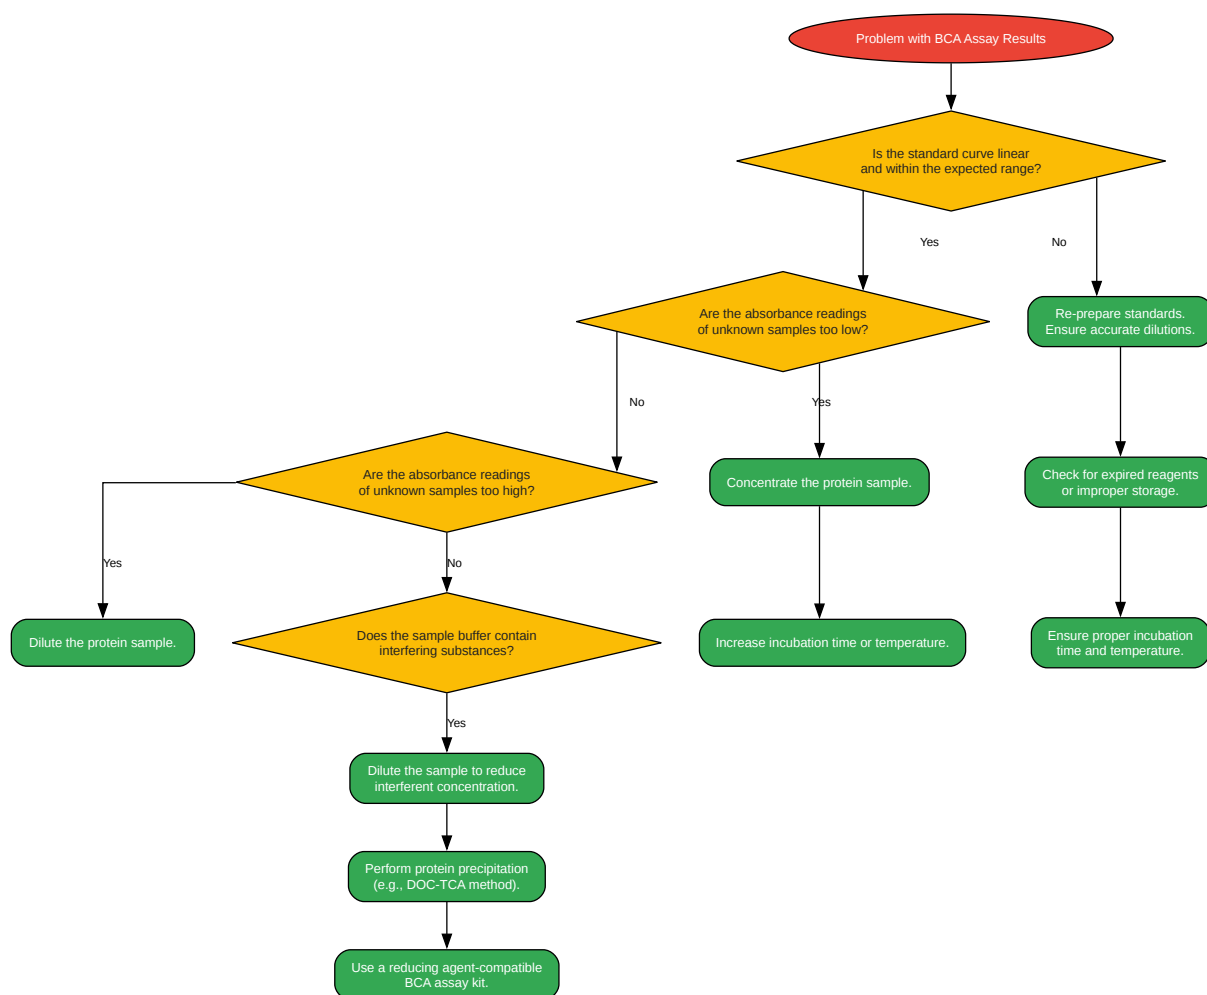 Problem with BCA Assay Results
Is the standard curve linear
and within the expected range?
Yes
No
Are the absorbance readings
of unknown samples too low?
Re-prepare standards.
Ensure accurate dilutions.
No
Yes
Are the absorbance readings
of unknown samples too high?
Concentrate the protein sample.
Check for expired reagents
or improper storage.
Yes
No
Dilute the protein sample.
Does the sample buffer contain
interfering substances?
Increase incubation time or temperature.
Ensure proper incubation
time and temperature.
Yes
Dilute the sample to reduce
interferent concentration.
Perform protein precipitation
(e.g., DOC-TCA method).
Use a reducing agent-compatible
BCA assay kit.